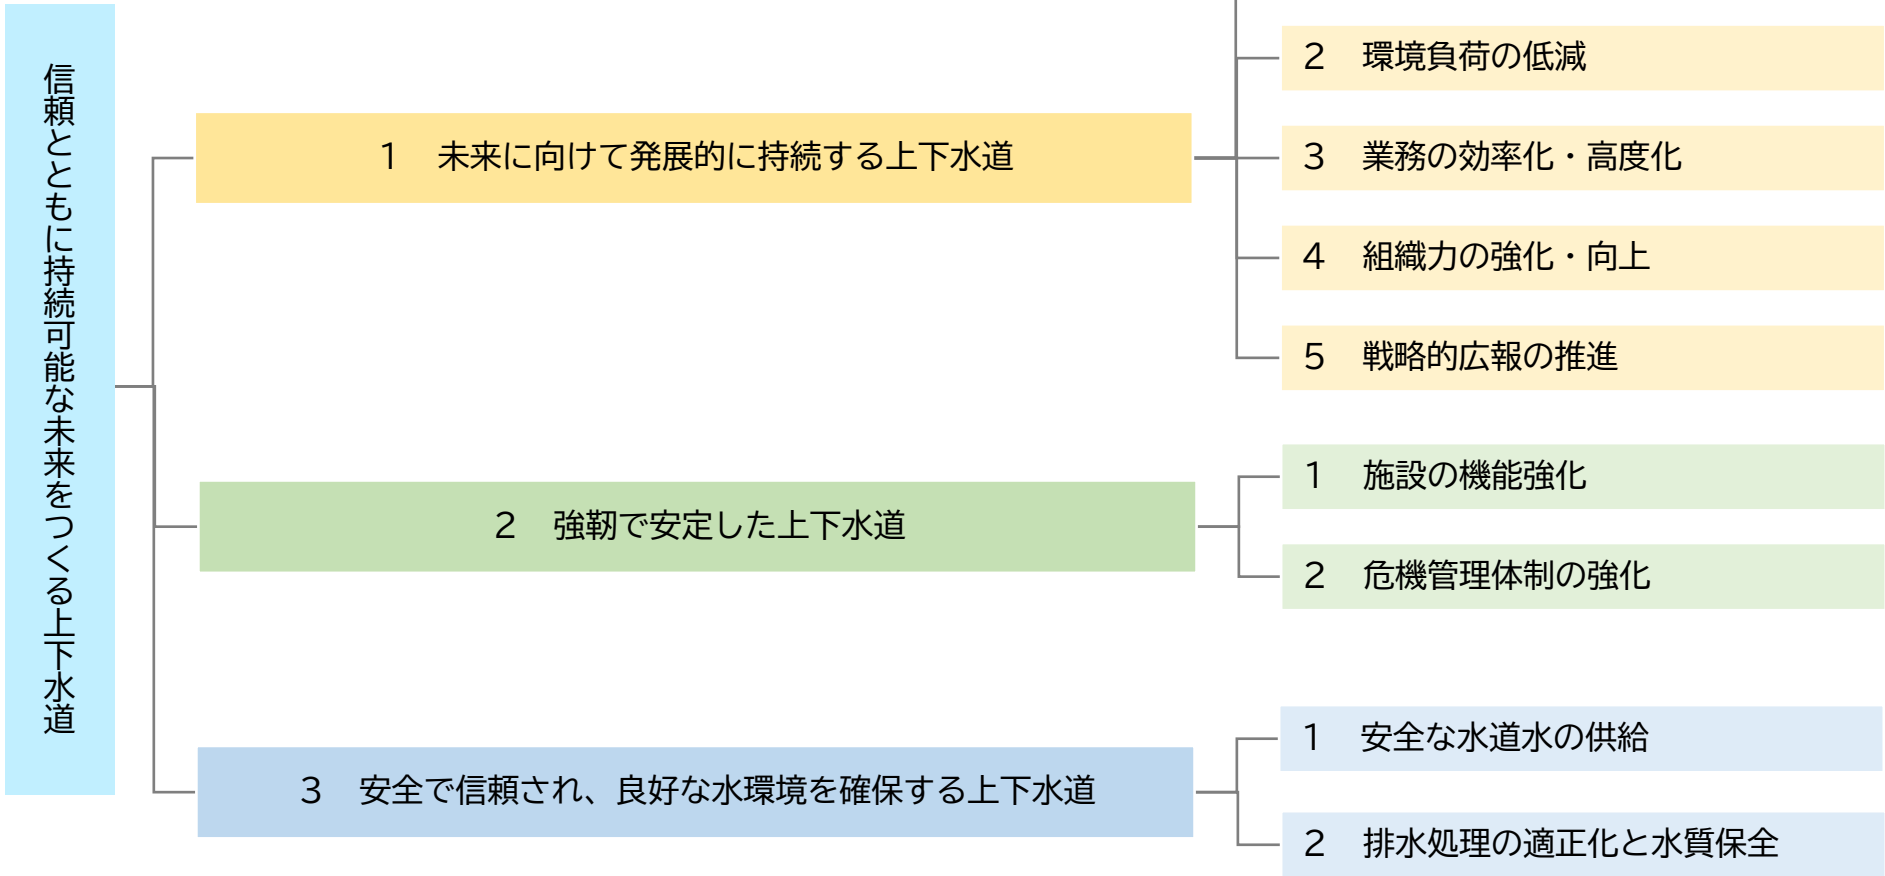 信頼とともに持続可能な未来をつくる上下水道
1　未来に向けて発展的に持続する上下水道
2　環境負荷の低減
3　業務の効率化・高度化
4　組織力の強化・向上
5　戦略的広報の推進
2　強靭で安定した上下水道
1　施設の機能強化
2　危機管理体制の強化
3　安全で信頼され、良好な水環境を確保する上下水道
1　安全な水道水の供給
2　排水処理の適正化と水質保全